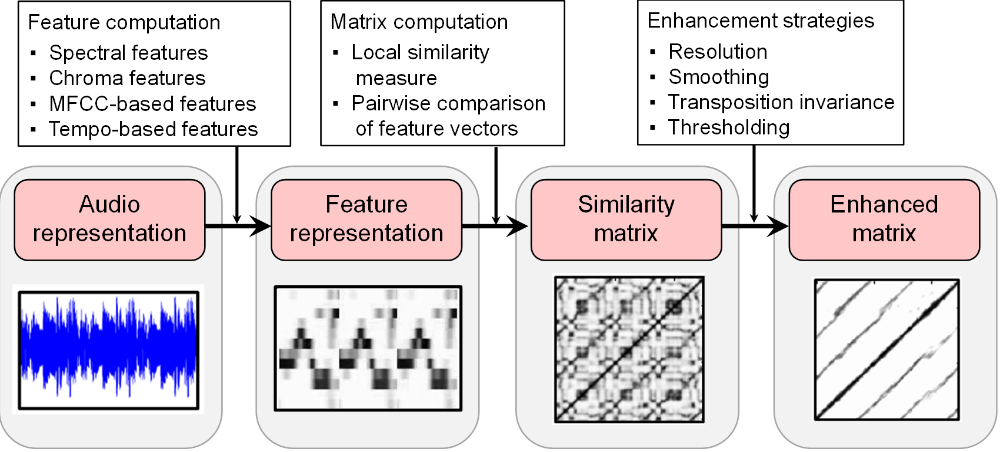 Feature computation
▪ Spectral features
▪ Chroma features
▪ MFCC-based features
▪ Tempo-based features
Matrix computation
▪ Local similarity
measure
▪ Pairwise comparison
of feature vectors
Enhancement strategies
▪ Resolution
▪ Smoothing
▪ Transposition invariance
▪ Thresholding
Audio
representation
Feature
representation
Similarity
matrix
Enhanced
matrix